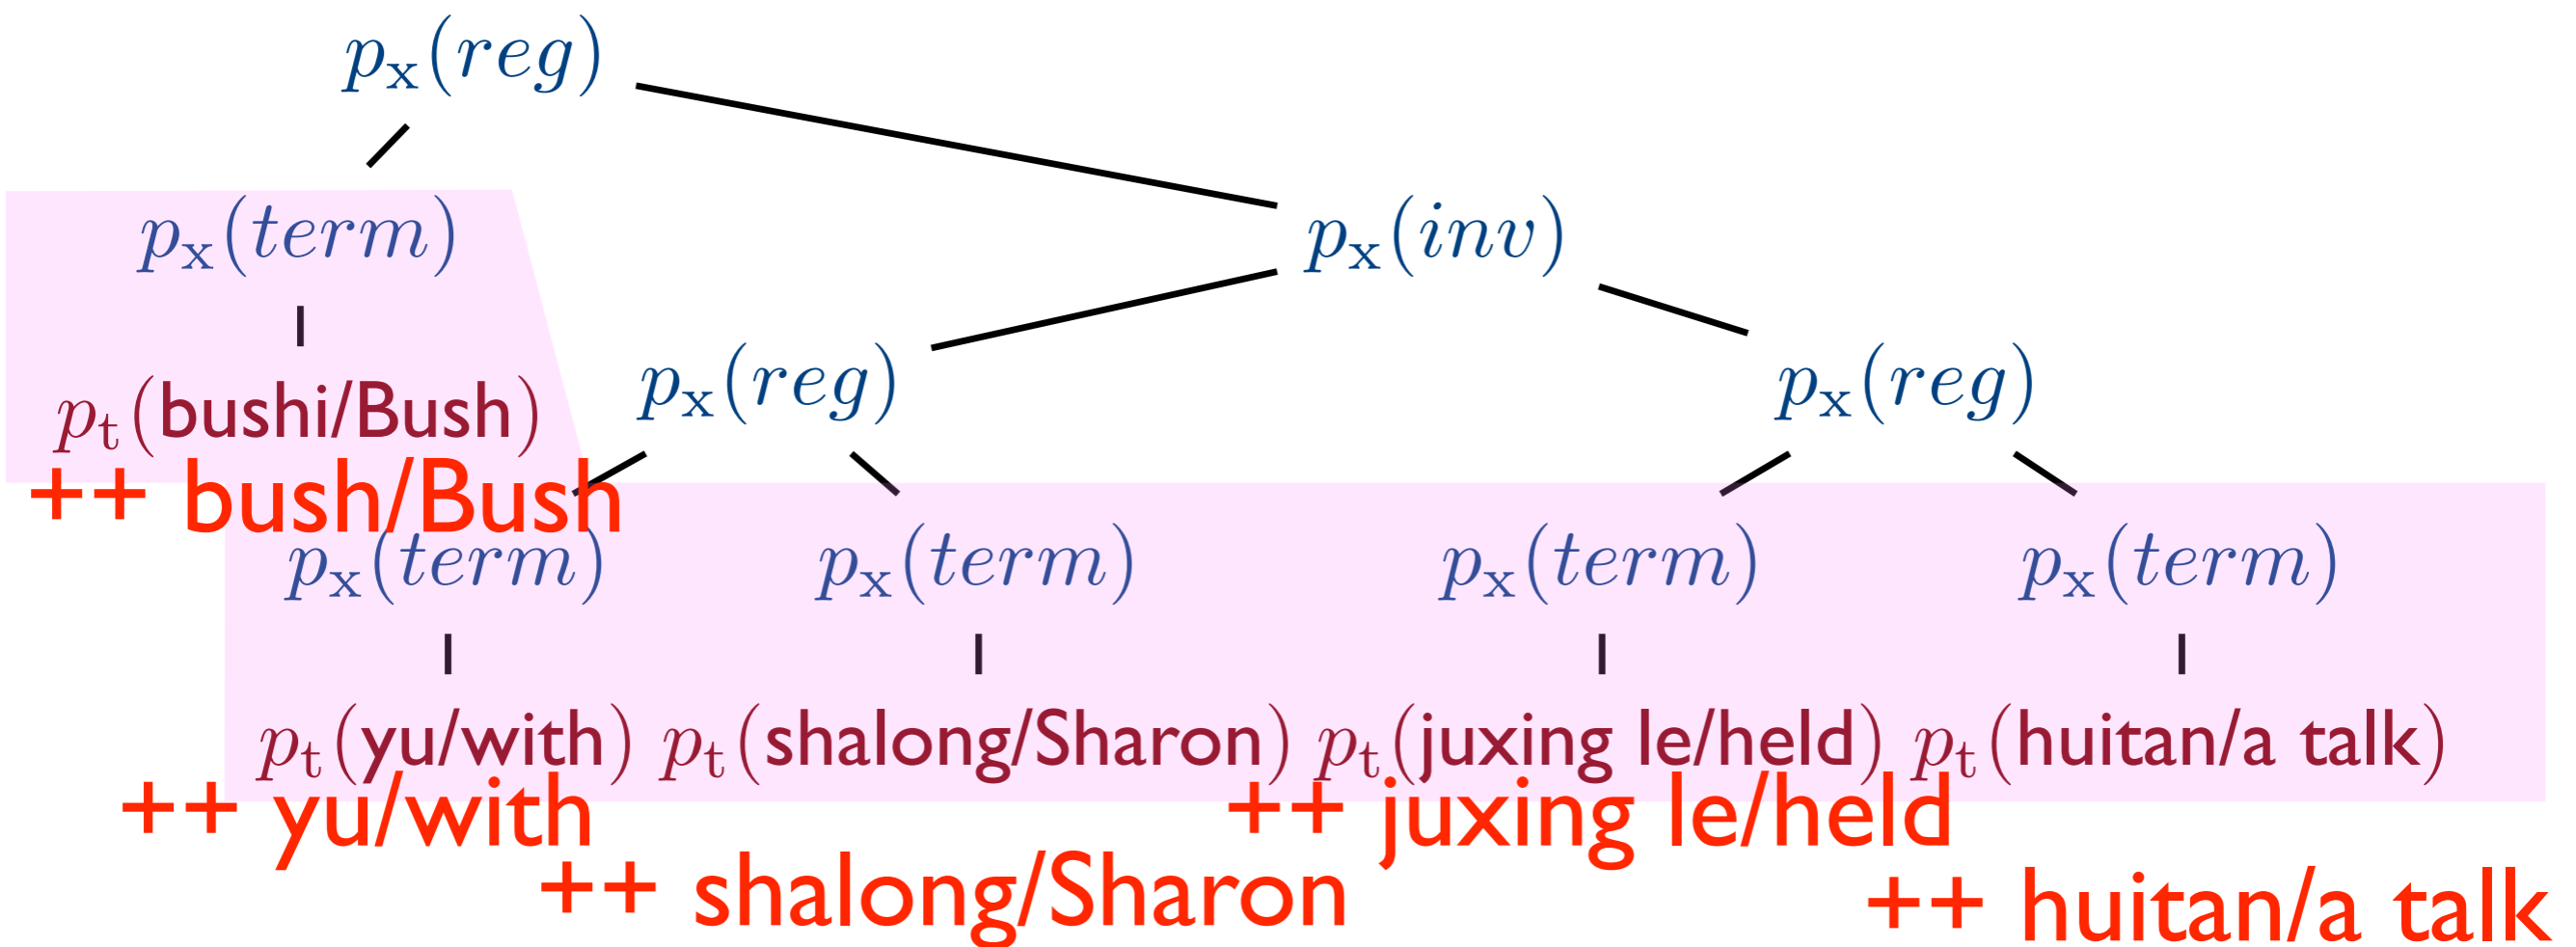 pₓ(reg)
pₓ(term)
pₓ(inv)
pₜ(bushi/Bush)
pₓ(reg)
pₓ(reg)
++ bush/Bush
pₓ(term) pₓ(term) pₓ(term) pₓ(term)
pₜ(yu/with) pₜ(shalong/Sharon) pₜ(juxing le/held) pₜ(huitan/a talk)
++ yu/with
++ juxing le/held
++ shalong/Sharon
++ huitan/a talk